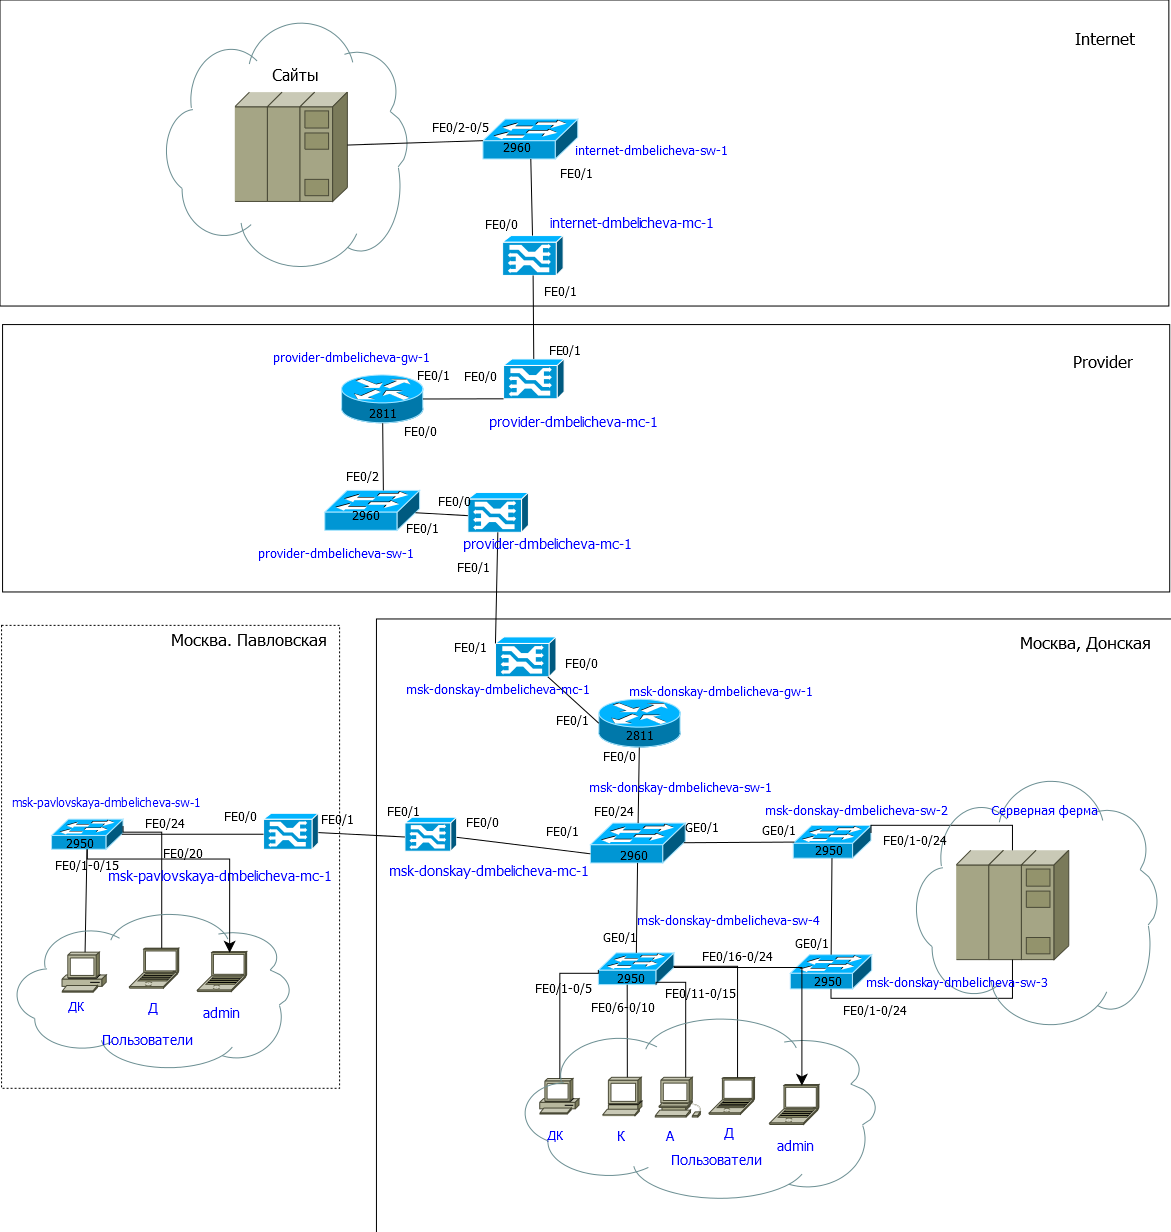 Internet
Сайты
FE0/2-0/5
2960
internet-dmbelicheva-sw-1
FE0/1
FE0/0
internet-dmbelicheva-mc-1
FE0/1
Provider
FE0/1
provider-dmbelicheva-gw-1
FE0/1
FE0/0
2811
provider-dmbelicheva-mc-1
FE0/0
FE0/2
FE0/0
2960
FE0/1
provider-dmbelicheva-mc-1
provider-dmbelicheva-sw-1
FE0/1
Москва. Павловская
Москва, Донская
FE0/1
FE0/0
msk-donskay-dmbelicheva-mc-1
msk-donskay-dmbelicheva-gw-1
FE0/1
2811
FE0/0
msk-donskay-dmbelicheva-sw-1
msk-pavlovskaya-dmbelicheva-sw-1
FE0/24
msk-donskay-dmbelicheva-sw-2
Серверная ферма
FE0/0
FE0/1
FE0/1
FE0/0
FE0/24
FE0/1
GE0/1
GE0/1
FE0/1-0/24
2950
2960
2950
FE0/20
FE0/1-0/15
msk-pavlovskaya-dmbelicheva-mc-1
msk-donskay-dmbelicheva-mc-1
msk-donskay-dmbelicheva-sw-4
GE0/1
FE0/16-0/24
GE0/1
2950
2950
msk-donskay-dmbelicheva-sw-3
FE0/1-0/5
FE0/11-0/15
FE0/6-0/10
FE0/1-0/24
ДК
Д
admin
Пользователи
ДК
К
А
Д
admin
Пользователи